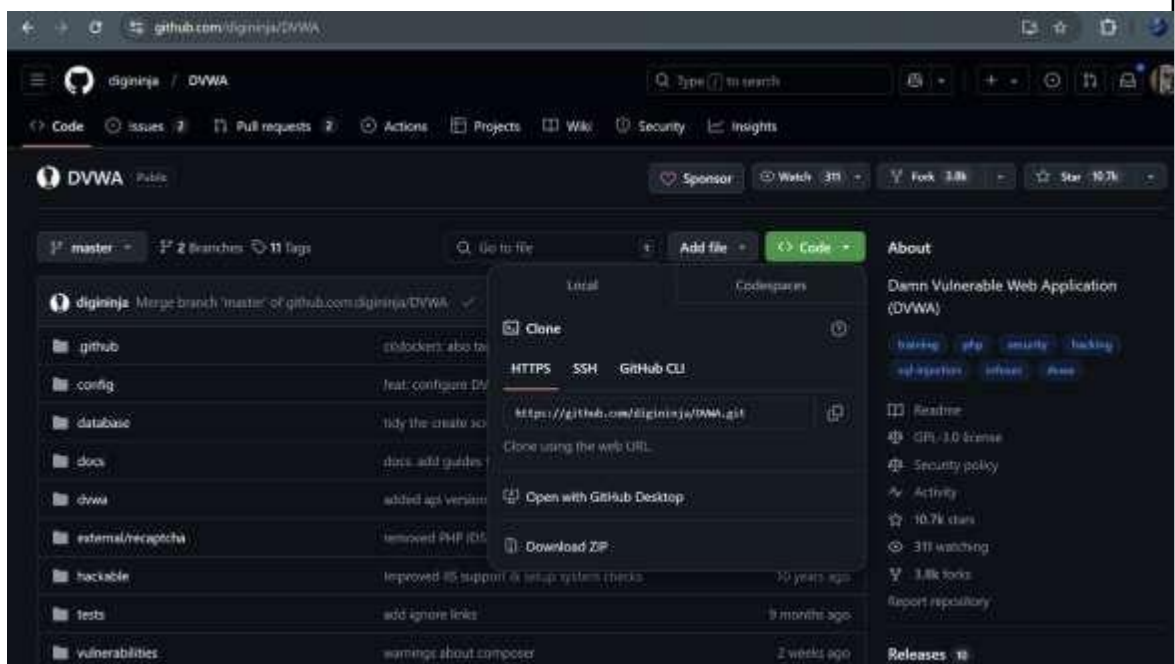 github.com/digininja/DVWA
digininja / DVWA
Type / to search
Code Issues 2 Pull requests 2 Actions Projects Wiki Security Insights
DVWA Public
Sponsor Watch 311 Fork 3.8k Star 10.7k
master 2 Branches 11 Tags Go to file t Add file Code
About
Local Codespaces
Damn Vulnerable Web Application
(DVWA)
digininja Merge branch 'master' of github.com:digininja/DVWA
Clone
training php security hacking
sql-injection infosec dvwa
.github
HTTPS SSH GitHub CLI
config feat: configure
https://github.com/digininja/DVWA.git
Readme
database tidy the create
Clone using the web URL.
GPL-3.0 license
docs docs: add guides
Security policy
dvwa added api version
Open with GitHub Desktop
Activity
10.7k stars
external/recaptcha removed PHP
Download ZIP
311 watching
hackable Improved IIS support & setup system checks 10 years ago
3.8k forks
Report repository
tests add ignore links 9 months ago
vulnerabilities warnings about composer 2 weeks ago
Releases 10